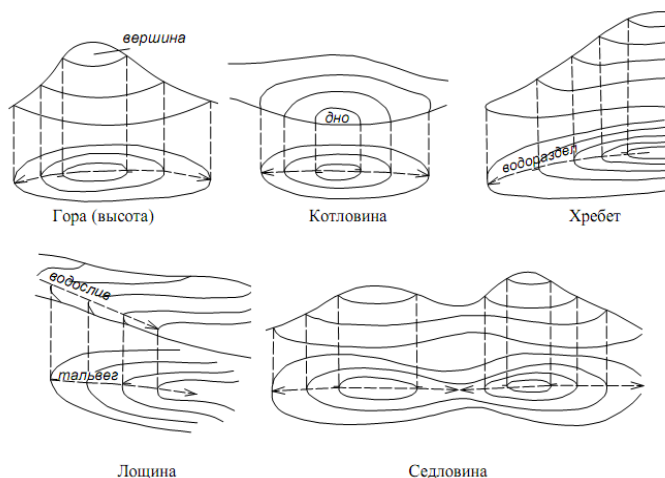 вершина
дно
водораздел
Гора (высота)
Котловина
Хребет
водослив
тальвег
Лощина
Седловина